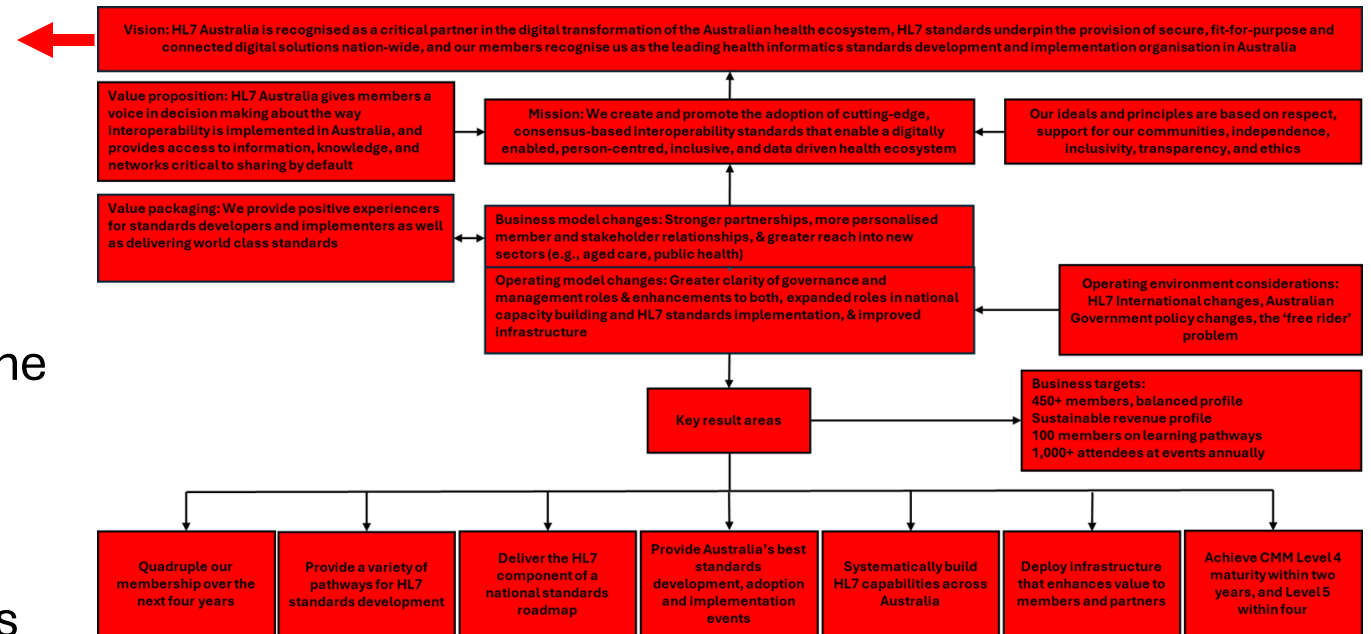 Vision: HL7 Australia is recognised as a critical partner in the digital transformation of the Australian health ecosystem, HL7 standards underpin the provision of secure, fit-for-purpose and
connected digital solutions nation-wide, and our members recognise us as the leading health informatics standards development and implementation organisation in Australia
Value proposition: HL7 Australia gives members a
voice in decision making about the way
interoperability is implemented in Australia, and
provides access to information, knowledge, and
networks critical to sharing by default
Mission: We create and promote the adoption of cutting-edge,
consensus-based interoperability standards that enable a digitally
enabled, person-centred, inclusive, and data driven health ecosystem
Our ideals and principles are based on respect,
support for our communities, independence,
inclusivity, transparency, and ethics
Value packaging: We provide positive experiencers
for standards developers and implementers as well
as delivering world class standards
Business model changes: Stronger partnerships, more personalised
member and stakeholder relationships, & greater reach into new
sectors (e.g., aged care, public health)
Operating model changes: Greater clarity of governance and
management roles & enhancements to both, expanded roles in national
capacity building and HL7 standards implementation, & improved
infrastructure
Operating environment considerations:
HL7 International changes, Australian
Government policy changes, the ‘free rider’
problem
ne
Key result areas
Business targets:
450+ members, balanced profile
Sustainable revenue profile
100 members on learning pathways
1,000+ attendees at events annually
Quadruple our
membership over the
next four years
Provide a variety of
pathways for HL7
standards development
Deliver the HL7
component of a
national standards
roadmap
Provide Australia’s best
standards
development, adoption
and implementation
events
Systematically build
HL7 capabilities across
Australia
Deploy infrastructure
that enhances value to
members and partners
Achieve CMM Level 4
maturity within two
years, and Level 5
within four
s